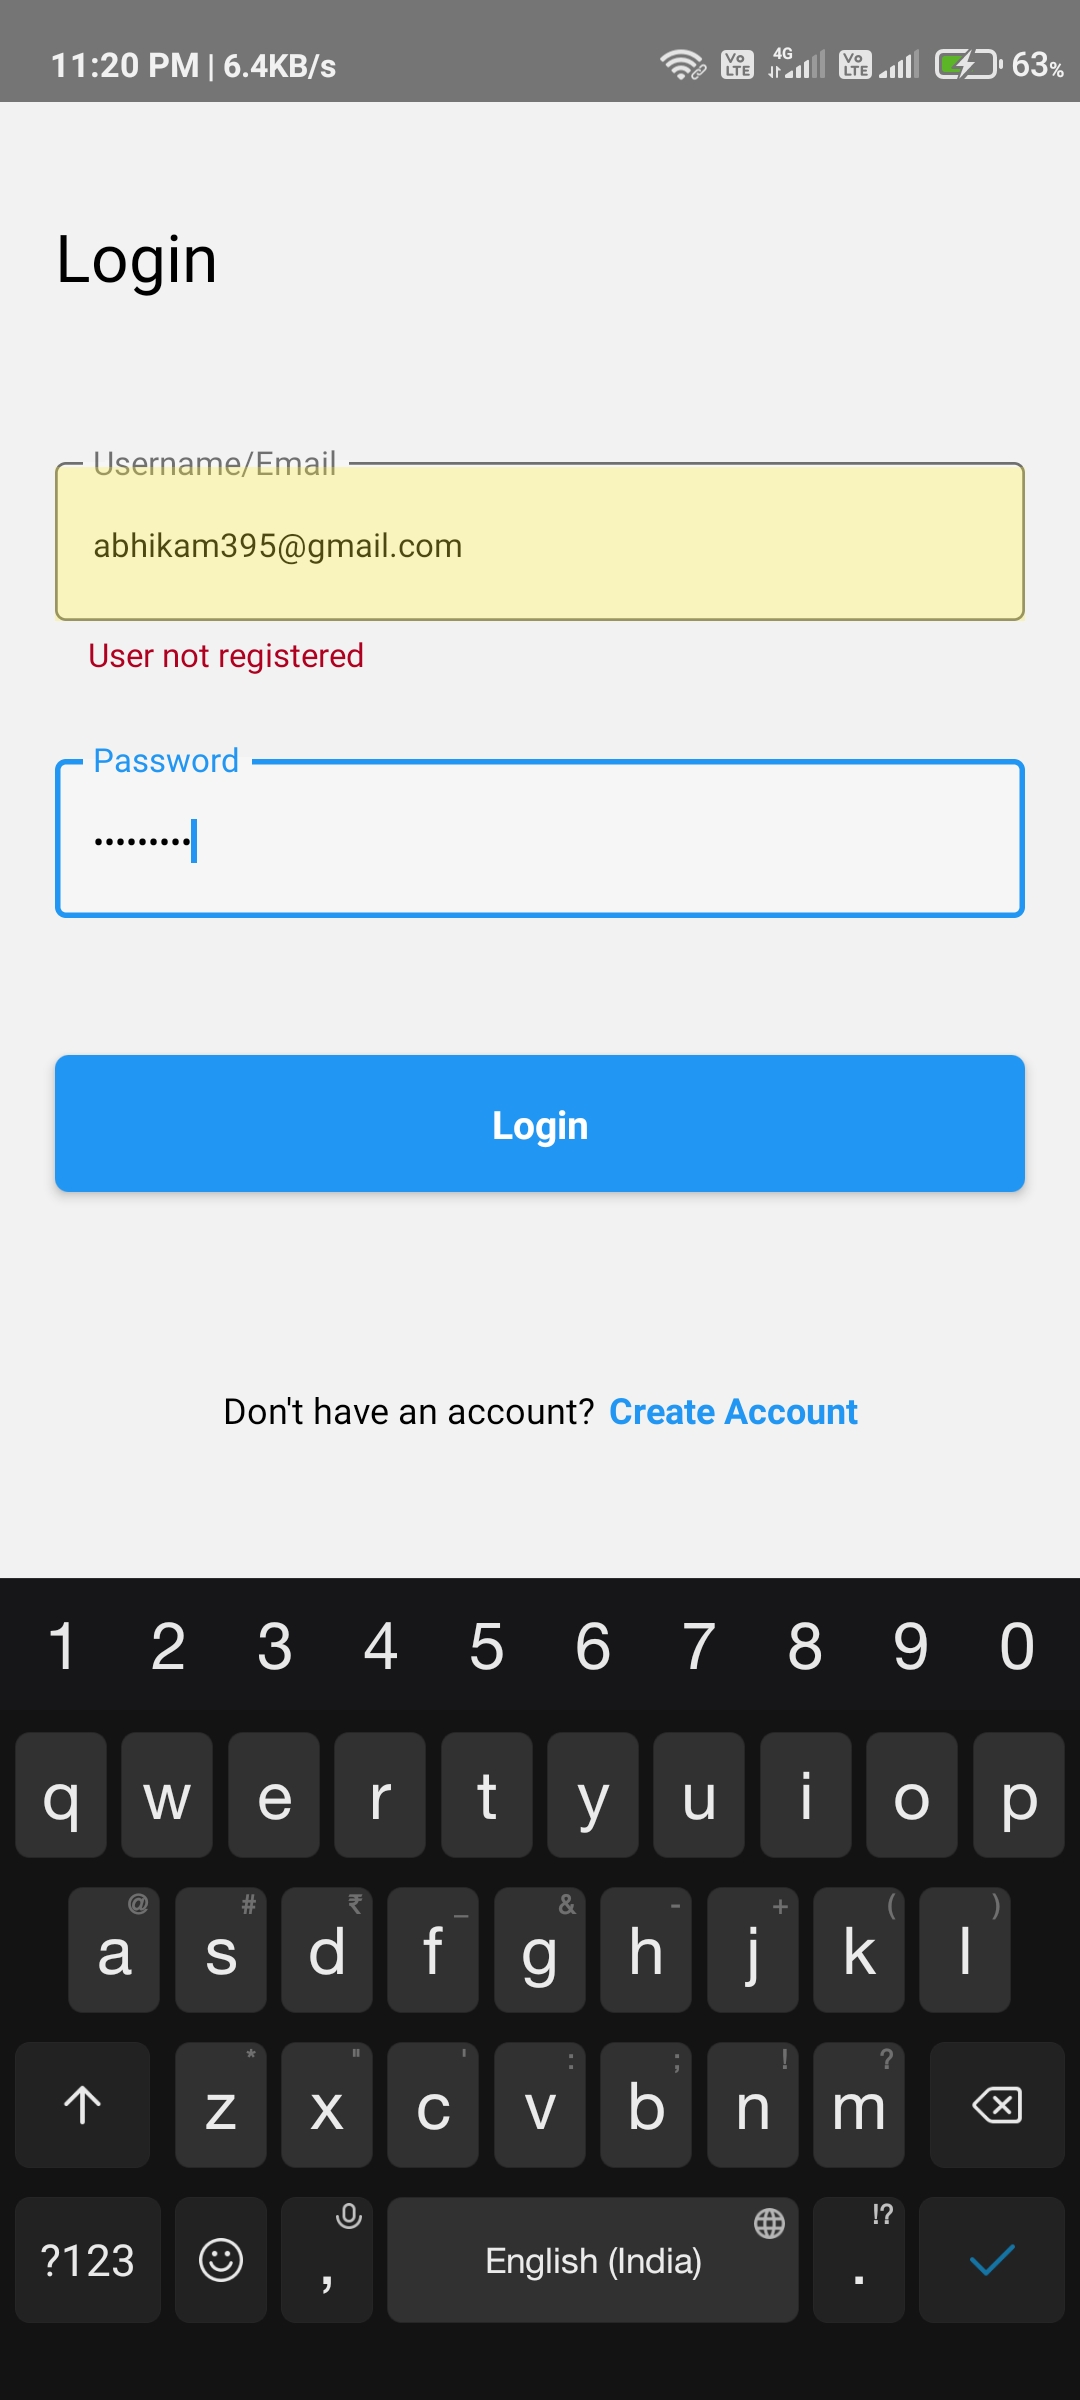 11:20 PM | 6.4KB/s Vo LTE 4G Vo LTE 63%
Login
Username/Email
abhikam395@gmail.com
User not registered
Password
•••••••••
Login
Don't have an account? Create Account
1 2 3 4 5 6 7 8 9 0
q w e r t y u i o p
@ # ₹ _ & - + ( )
a s d f g h j k l
* " ' : ; ! ?
z x c v b n m
!?
?123 , English (India) .